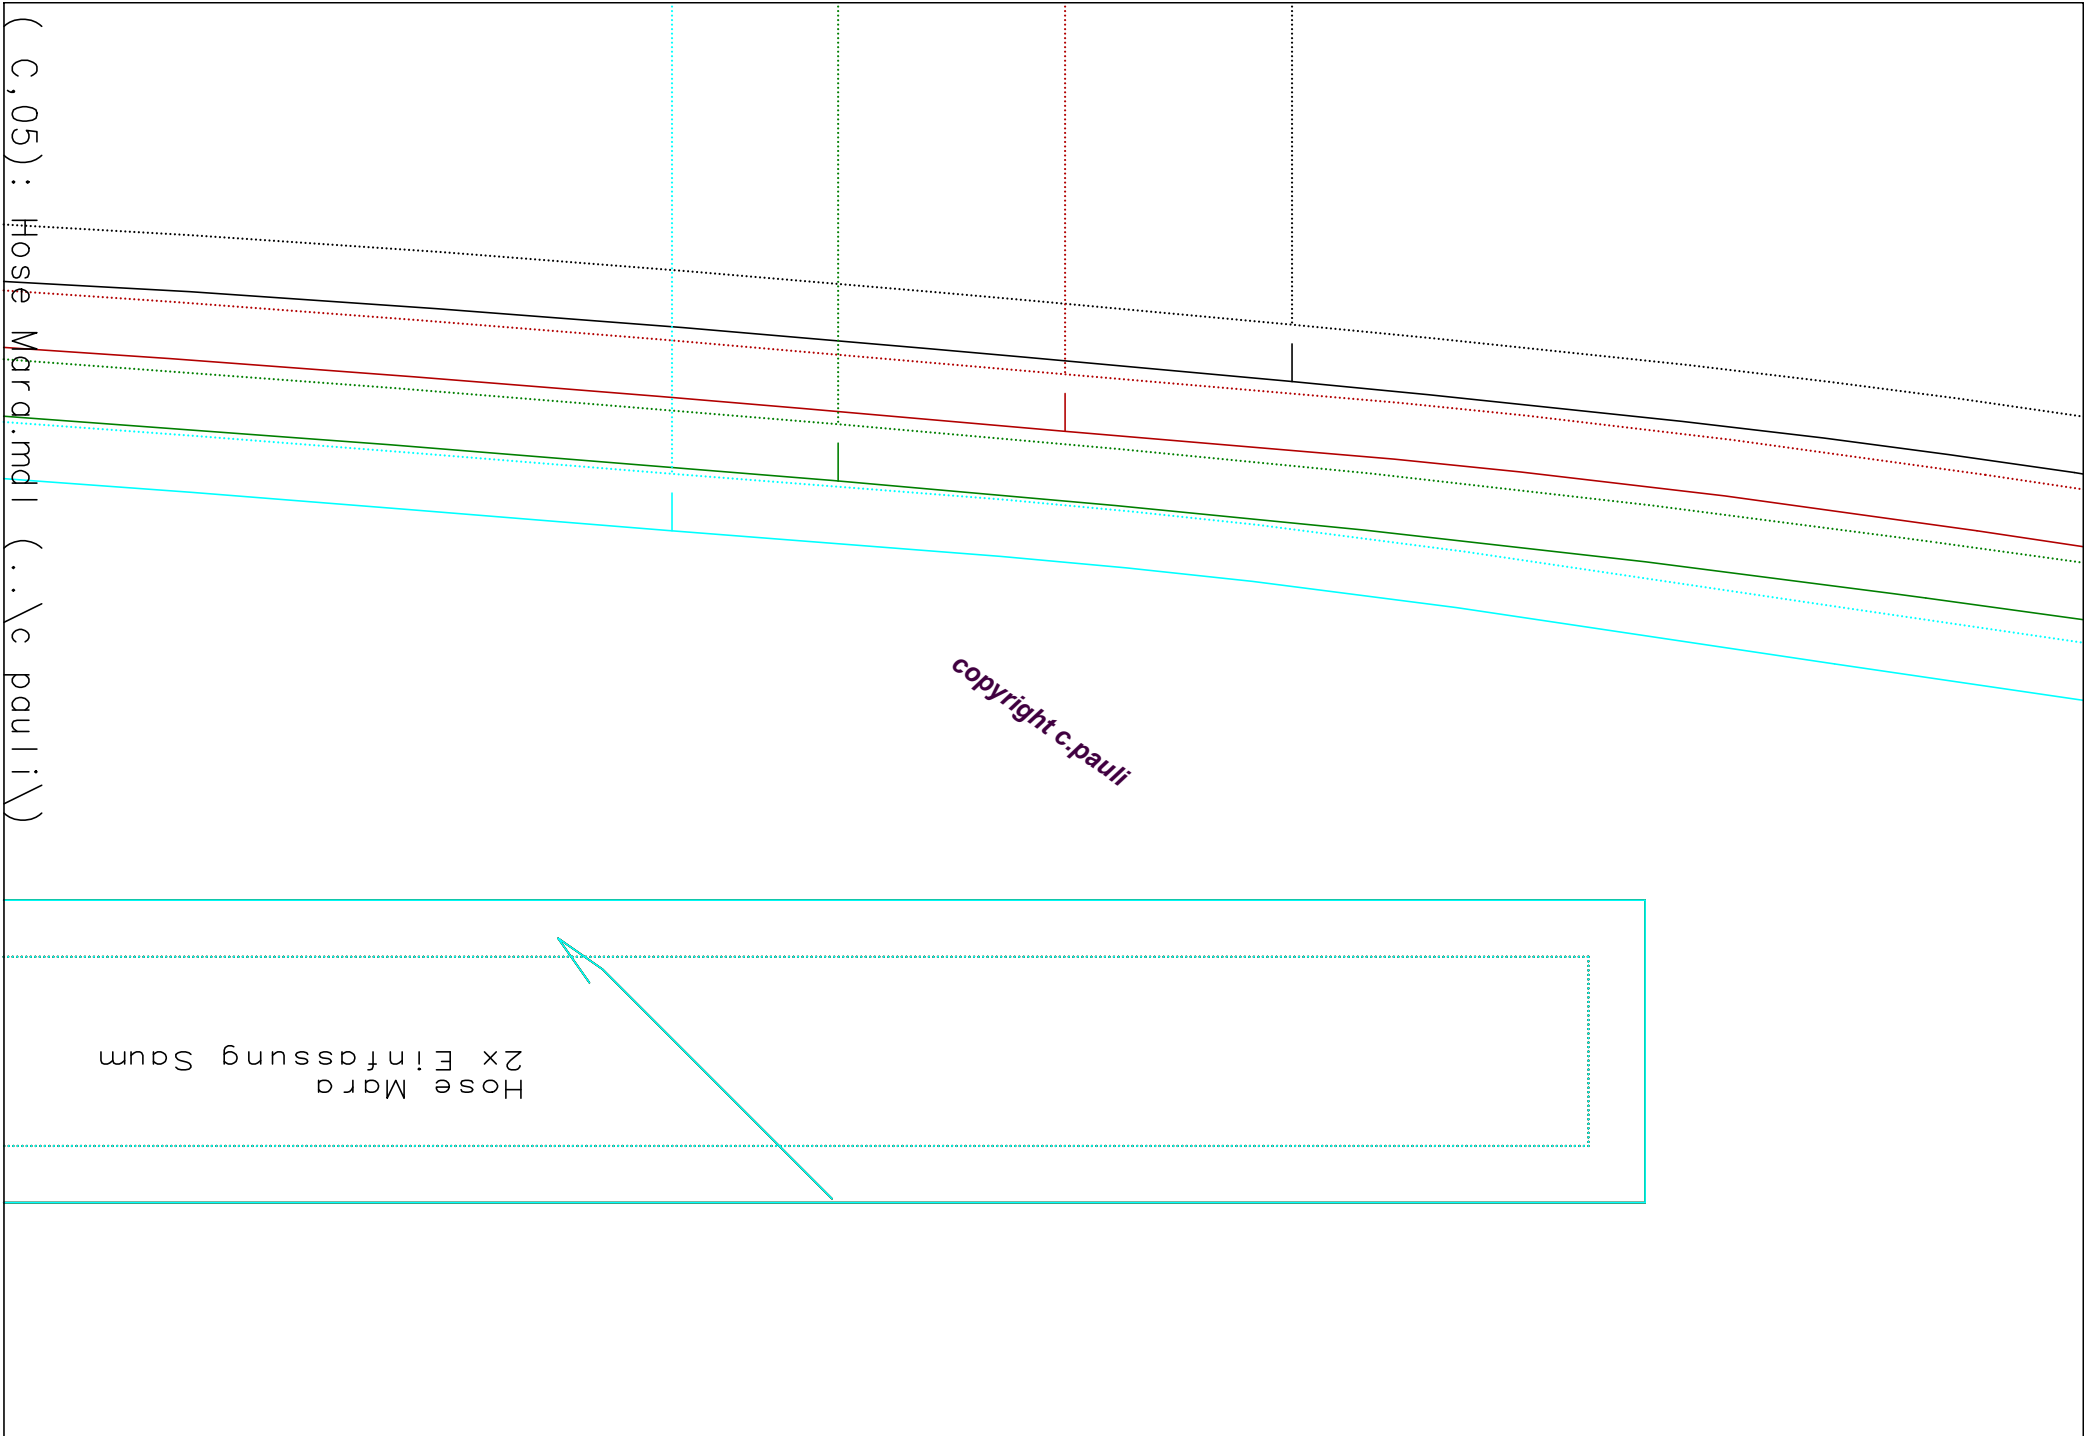 ( C,05): Hose Mara.mdl (..\c pauli\)
copyright c.pauli
Hose Mara
2x Einfassung Saum